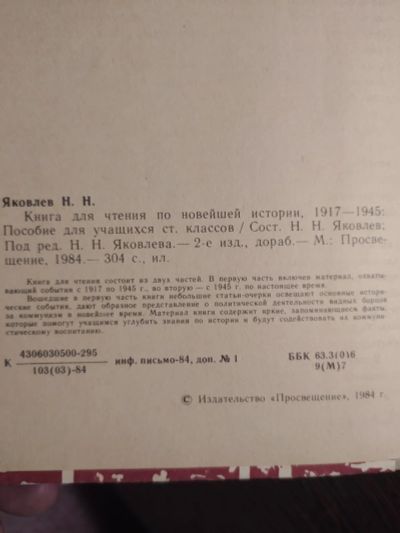 Яковлев Н. Н.
Книга для чтения по новейшей истории, 1917—1945:
Пособие для учащихся ст. классов / Сост. Н. Н. Яковлев;
Под ред. Н. Н. Яковлева.— 2-е изд., дораб.— М.: Просве-
щение, 1984.— 304 с., ил.
Книга для чтения состоит из двух частей. В первую часть включен материал, охваты-
вающий события с 1917 по 1945 г., во вторую — с 1945 г. по настоящее время.
Вошедшие в первую часть книги небольшие статьи-очерки освещают основные истори-
ческие события, дают образное представление о политической деятельности видных борцов
за коммунизм в новейшее время. Материал книги содержит яркие, запоминающиеся факты,
которые помогут учащимся углубить знания по истории и будут содействовать их коммуни-
стическому воспитанию.
К 4306030500-295 инф. письмо-84, доп. № 1 ББК 63.3(0)6
103(03)-84 9(М)7
© Издательство «Просвещение», 1984 г.